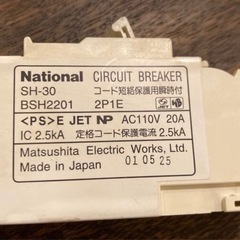 National CIRCUIT BREAKER
SH-30 コード短絡保護用瞬時付
BSH2201 2P1E
<PS>E JET NP AC110V 20A
IC 2.5kA 定格コード保護電流 2.5kA
Matsushita Electric Works, Ltd.
Made in Japan 01 05 25